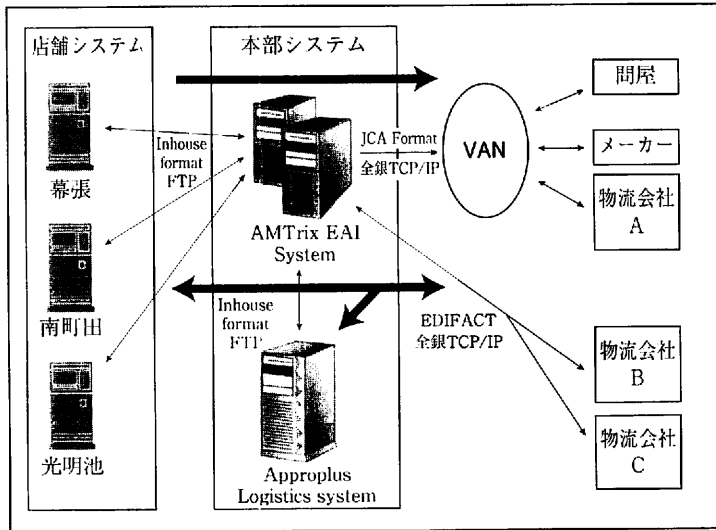 店舗システム
幕張
南町田
光明池
本部システム
Inhouse
format
FTP
AMTrix EAI
System
Inhouse
format
FTP
Approplus
Logistics system
JCA Format
全銀TCP/IP
VAN
EDIFACT
全銀TCP/IP
問屋
メーカー
物流会社
A
物流会社
B
物流会社
C